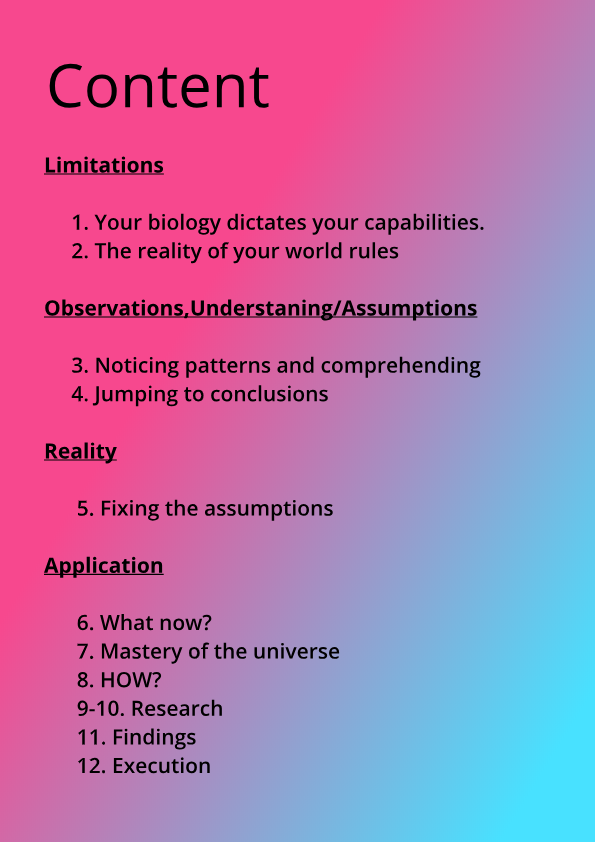 Content
Limitations
1. Your biology dictates your capabilities.
2. The reality of your world rules
Observations,Understaning/Assumptions
3. Noticing patterns and comprehending
4. Jumping to conclusions
Reality
5. Fixing the assumptions
Application
6. What now?
7. Mastery of the universe
8. HOW?
9-10. Research
11. Findings
12. Execution